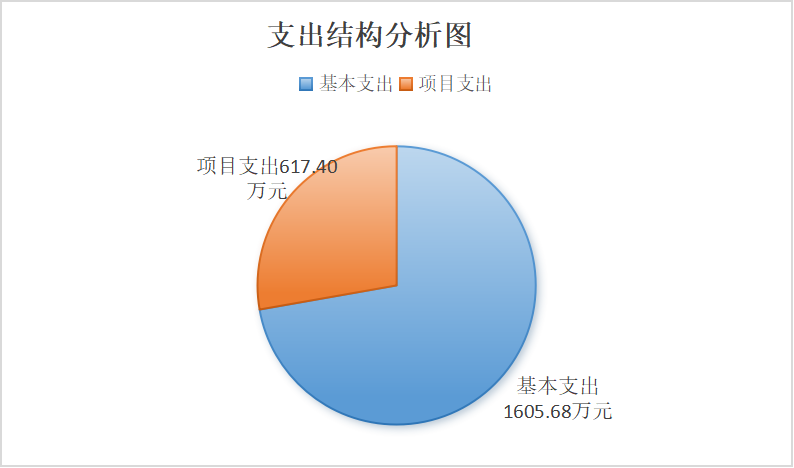 支出结构分析图
基本支出 项目支出
项目支出617.40
万元
基本支出
1605.68万元